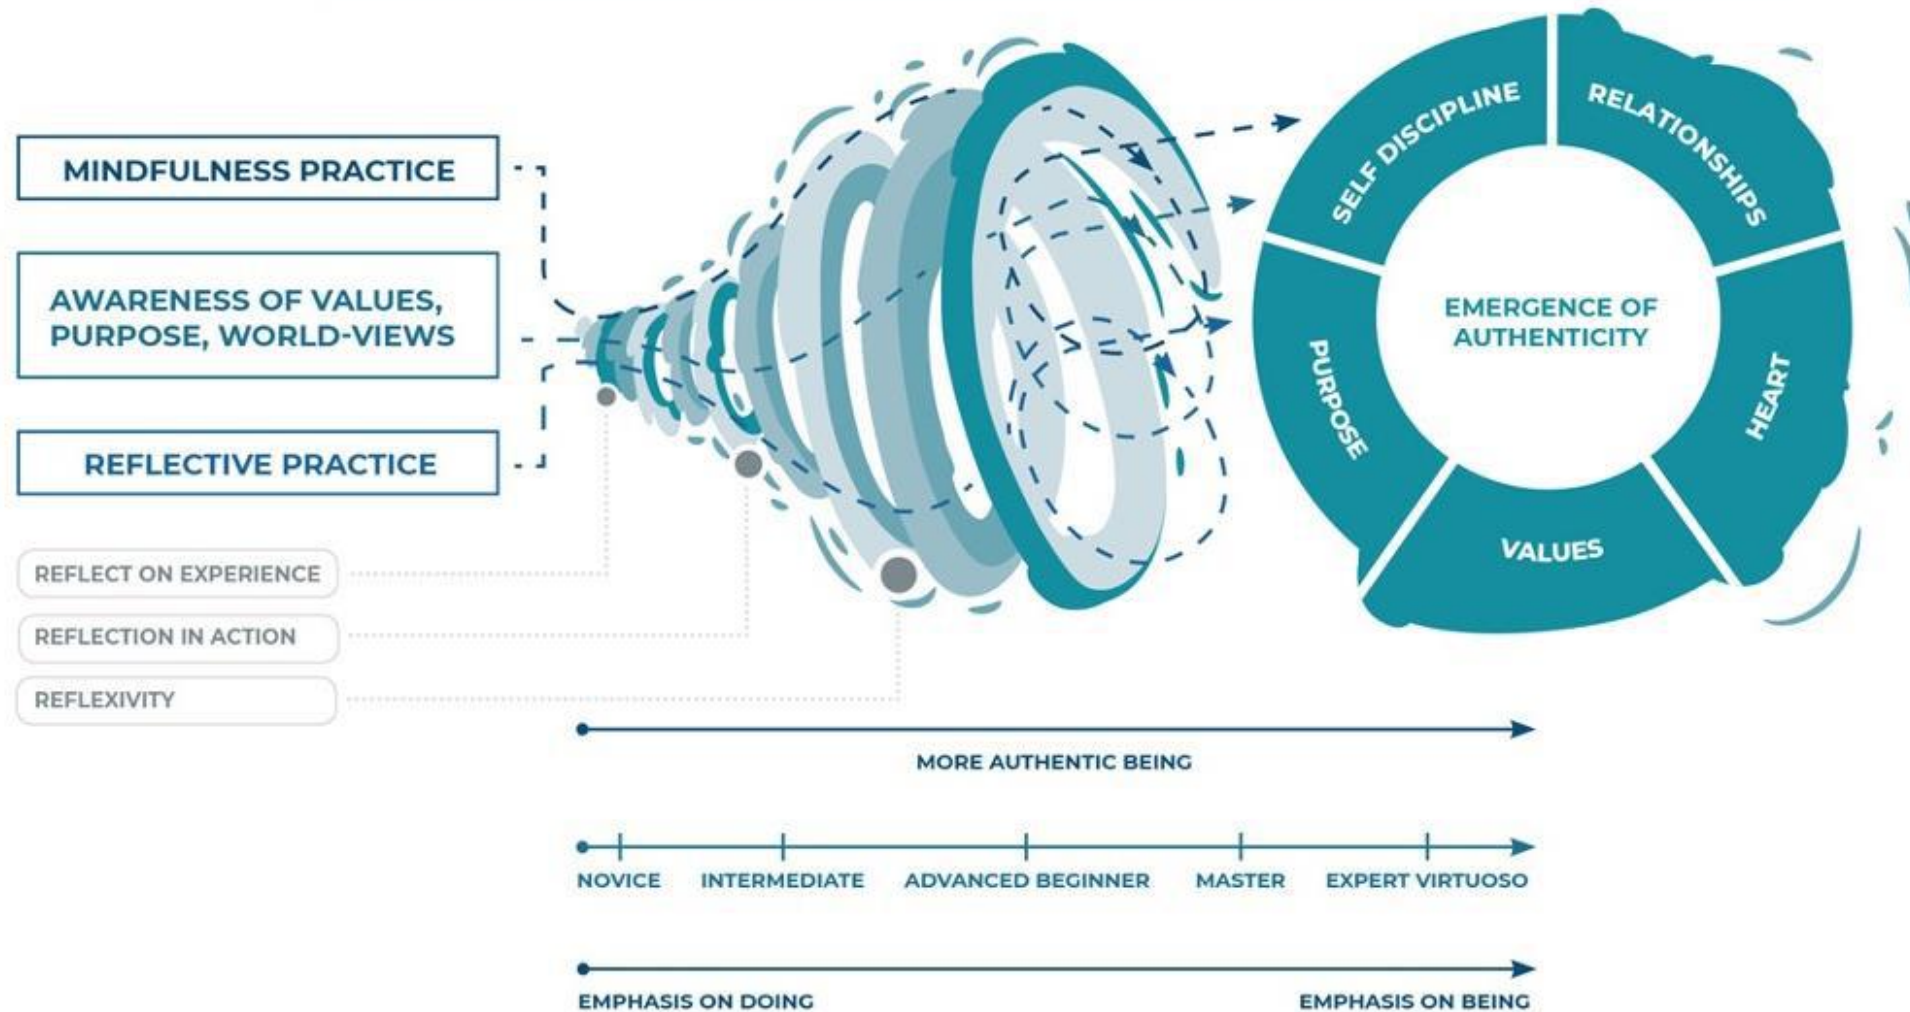 MINDFULNESS PRACTICE
AWARENESS OF VALUES,
PURPOSE, WORLD-VIEWS
REFLECTIVE PRACTICE
REFLECT ON EXPERIENCE
REFLECTION IN ACTION
REFLEXIVITY
SELF DISCIPLINE
RELATIONSHIPS
PURPOSE
HEART
VALUES
EMERGENCE OF
AUTHENTICITY
MORE AUTHENTIC BEING
NOVICE INTERMEDIATE ADVANCED BEGINNER MASTER EXPERT VIRTUOSO
EMPHASIS ON DOING EMPHASIS ON BEING